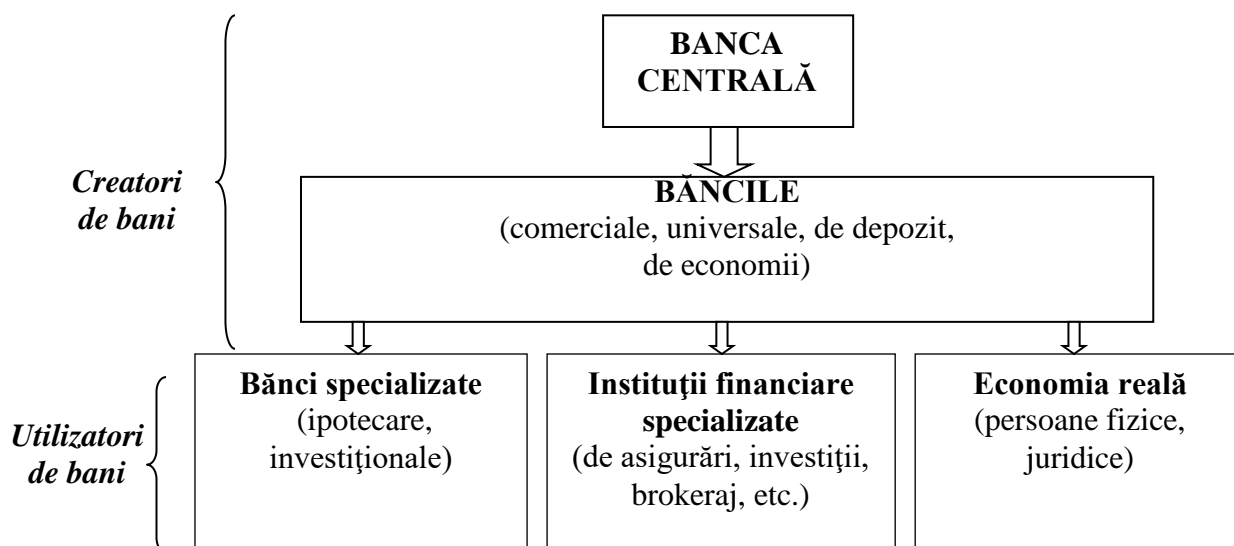 BANCA
CENTRALĂ
Creatori
de bani
BĂNCILE
(comerciale, universale, de depozit,
de economii)
Utilizatori
de bani
Bănci specializate
(ipotecare,
investiţionale)
Instituţii financiare
specializate
(de asigurări, investiţii,
brokeraj, etc.)
Economia reală
(persoane fizice,
juridice)